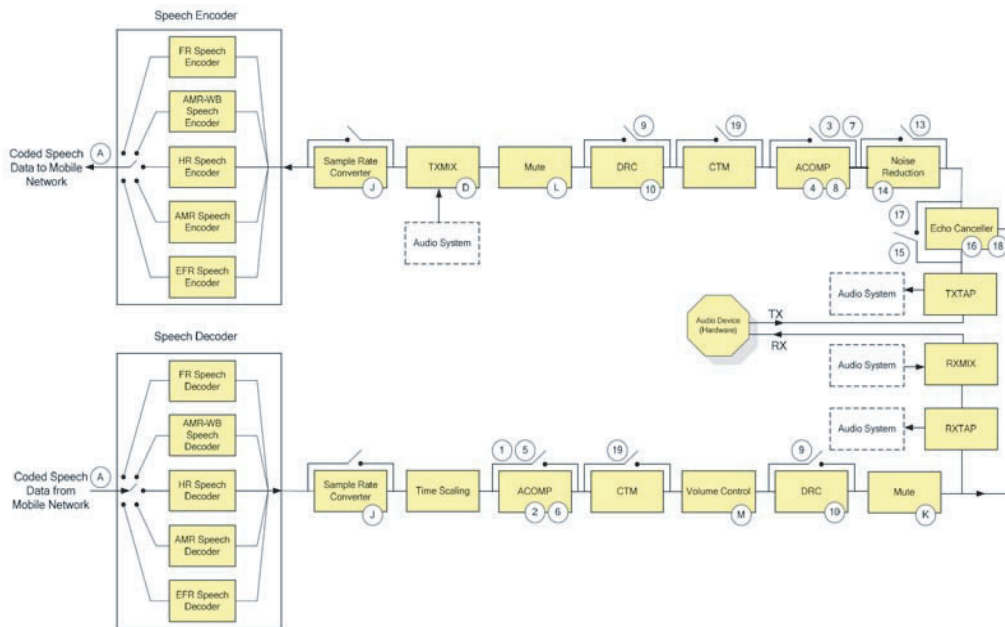 Speech Encoder
FR Speech
Encoder
AMR-WB
Speech
Encoder
HR Speech
Encoder
AMR Speech
Encoder
EFR Speech
Encoder
Coded Speech
Data to Mobile
Network
A
Sample Rate
Converter
J
TXMIX
D
Audio System
Mute
L
9
DRC
10
19
CTM
3
7
ACOMP
4
8
13
Noise
Reduction
14
17
15
Echo Canceller
16
18
Audio System
TXTAP
Audio Device
(Hardware)
TX
RX
Audio System
RXMIX
Audio System
RXTAP
Speech Decoder
FR Speech
Decoder
AMR-WB
Speech
Decoder
HR Speech
Decoder
AMR Speech
Decoder
EFR Speech
Decoder
Coded Speech
Data from
Mobile Network
A
Sample Rate
Converter
J
Time Scaling
1
5
ACOMP
2
6
19
CTM
Volume Control
M
9
DRC
10
Mute
K